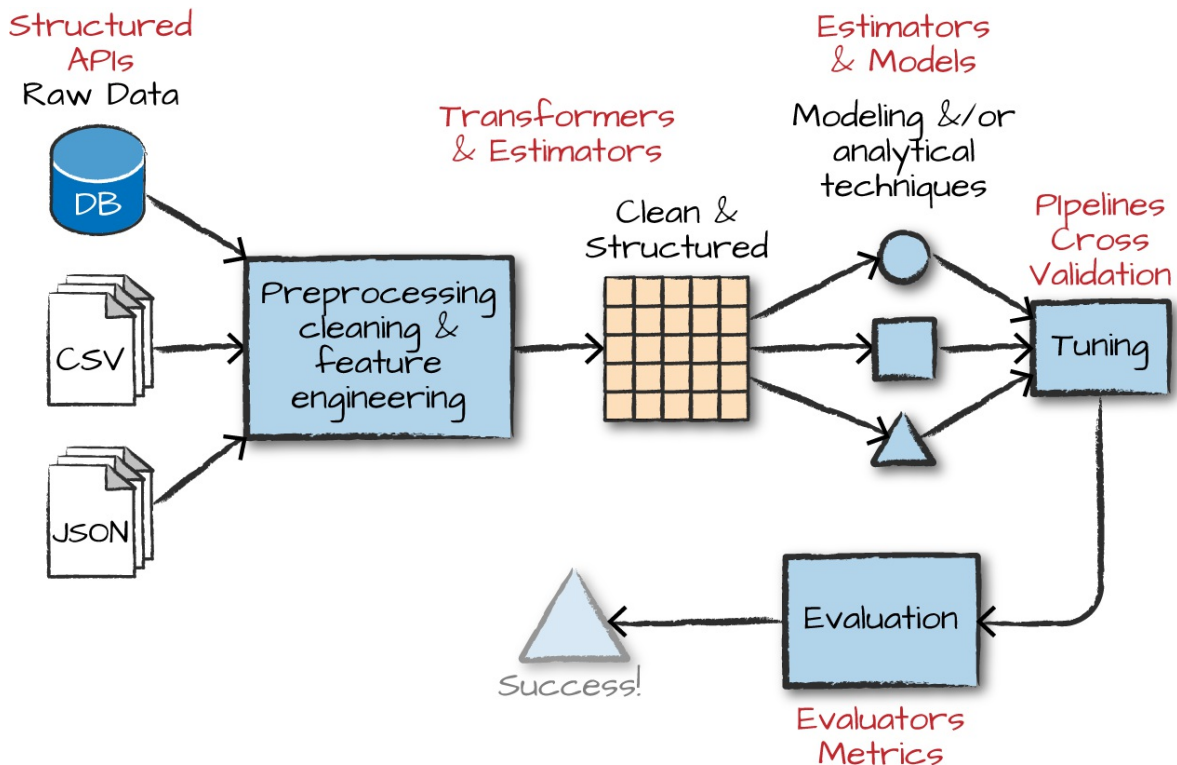 Structured
APIs
Raw Data
DB
CSV
JSON
Preprocessing
cleaning &
feature
engineering
Transformers
& Estimators
Clean &
Structured
Estimators
& Models
Modeling &/or
analytical
techniques
PIpelines
Cross
Validation
Tuning
Evaluation
Evaluators
Metrics
Success!